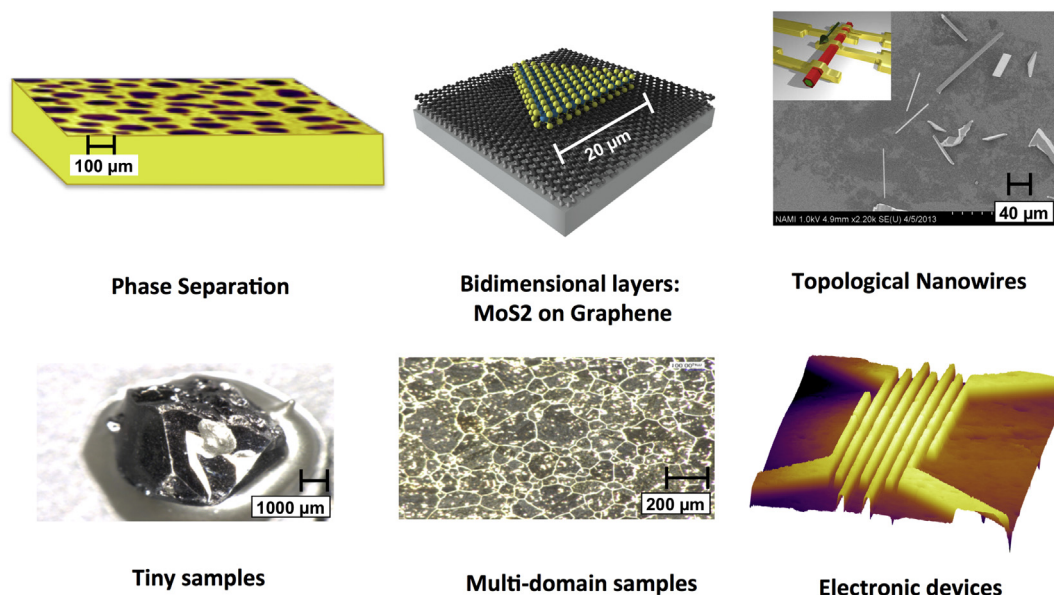 100 µm
20 µm
NAMI 1.0kV 4.9mm x2.20k SE(U) 4/5/2013
40 µm
Phase Separation
Bidimensional layers:
MoS2 on Graphene
Topological Nanowires
1000 µm
200 µm
Tiny samples
Multi-domain samples
Electronic devices